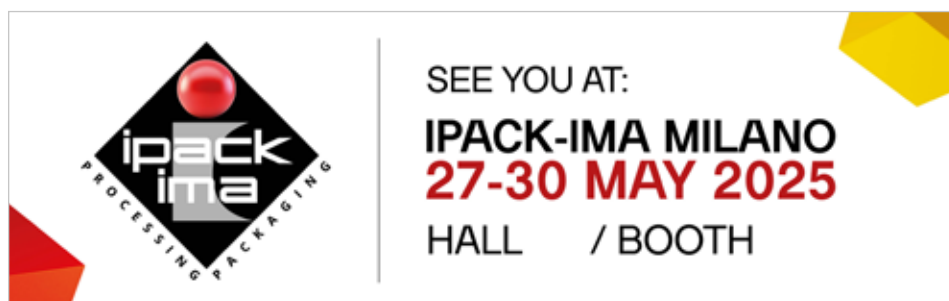 ipack
ima
PROCESSING PACKAGING
SEE YOU AT:
IPACK-IMA MILANO
27-30 MAY 2025
HALL / BOOTH